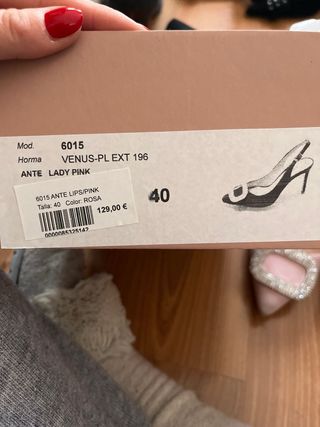 Mod. 6015
Horma VENUS-PL EXT 196
ANTE LADY PINK
6015 ANTE LIPS/PINK
Talla: 40 Color: ROSA
129,00 €
0000085325142
40